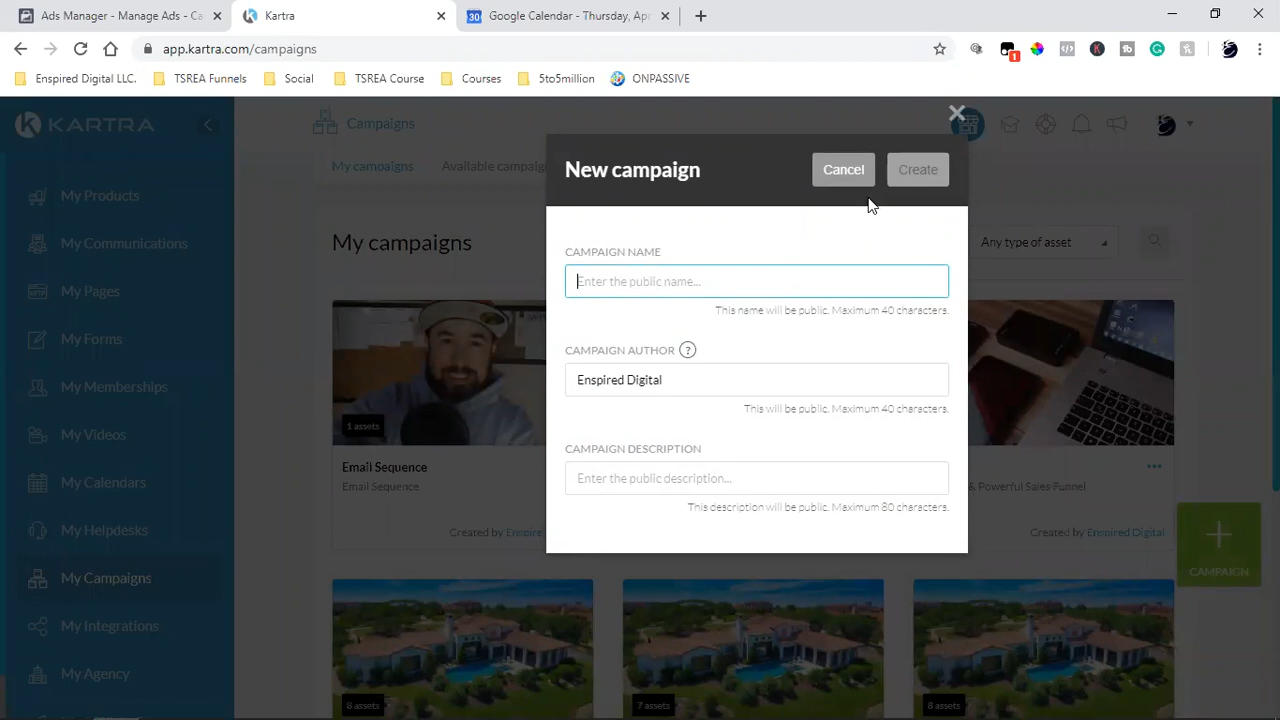 Ads Manager - Manage Ads - Ca
Kartra
Google Calendar - Thursday, Apr
app.kartra.com/campaigns
1
Enspired Digital LLC.
TSREA Funnels
Social
TSREA Course
Courses
5to5million
ONPASSIVE
KARTRA
Campaigns
My campaigns
Available campaign
New campaign
Cancel
Create
My Products
My Communications
My Pages
My Forms
My Memberships
My Videos
My Calendars
My Helpdesks
My Campaigns
My Integrations
My Agency
My campaigns
Any type of asset
CAMPAIGN NAME
Enter the public name...
This name will be public. Maximum 40 characters.
CAMPAIGN AUTHOR ?
Enspired Digital
This will be public. Maximum 40 characters.
CAMPAIGN DESCRIPTION
Enter the public description...
This description will be public. Maximum 80 characters.
1 assets
Email Sequence
Email Sequence
Created by Enspire
& Powerful Sales Funnel
Created by Enspired Digital
CAMPAIGN
8 assets
7 assets
8 assets